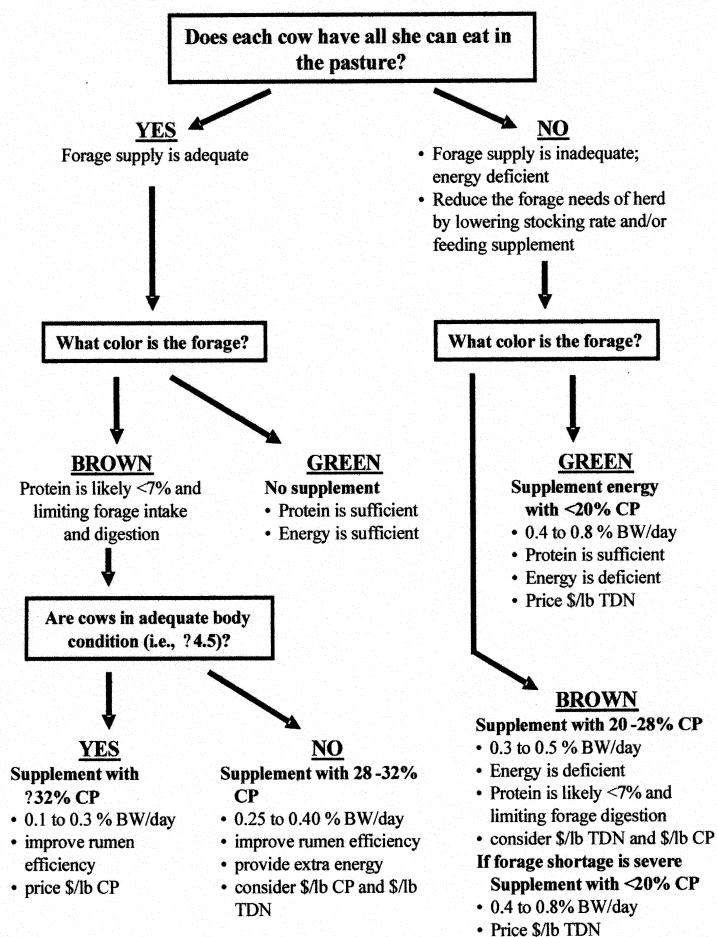 Does each cow have all she can eat in
the pasture?
YES
Forage supply is adequate
NO
• Forage supply is inadequate;
energy deficient
• Reduce the forage needs of herd
by lowering stocking rate and/or
feeding supplement
What color is the forage?
What color is the forage?
BROWN
Protein is likely <7% and
limiting forage intake
and digestion
GREEN
No supplement
• Protein is sufficient
• Energy is sufficient
GREEN
Supplement energy
with <20% CP
• 0.4 to 0.8 % BW/day
• Protein is sufficient
• Energy is deficient
• Price $/lb TDN
Are cows in adequate body
condition (i.e., ?4.5)?
YES
Supplement with
?32% CP
• 0.1 to 0.3 % BW/day
• improve rumen
efficiency
• price $/lb CP
NO
Supplement with 28-32%
CP
• 0.25 to 0.40 % BW/day
• improve rumen efficiency
• provide extra energy
• consider $/lb CP and $/lb
TDN
BROWN
Supplement with 20-28% CP
• 0.3 to 0.5 % BW/day
• Energy is deficient
• Protein is likely <7% and
limiting forage digestion
• consider $/lb TDN and $/lb CP
If forage shortage is severe
Supplement with <20% CP
• 0.4 to 0.8% BW/day
• Price $/lb TDN